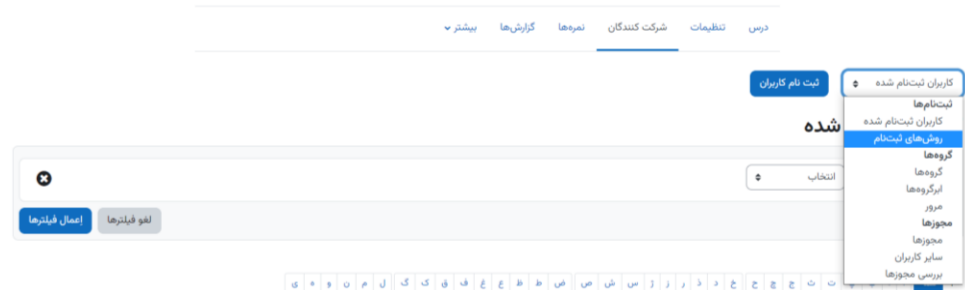 درس تنظیمات شرکت کنندگان نمره‌ها گزارش‌ها بیشتر
کاربران ثبت‌نام شده ثبت نام کاربران
ثبت‌نام‌ها
کاربران ثبت‌نام شده
شده
روش‌های ثبت‌نام
گروه‌ها
گروه‌ها
انتخاب
ابرگروه‌ها
مرور
مجوزها
لغو فیلترها إعمال فیلترها
مجوزها
سایر کاربران
بررسی مجوزها
ت ث ج چ ح خ د ذ ر ز ژ س ش ص ض ط ظ ع غ ف ق ک گ ل م ن و ه ی